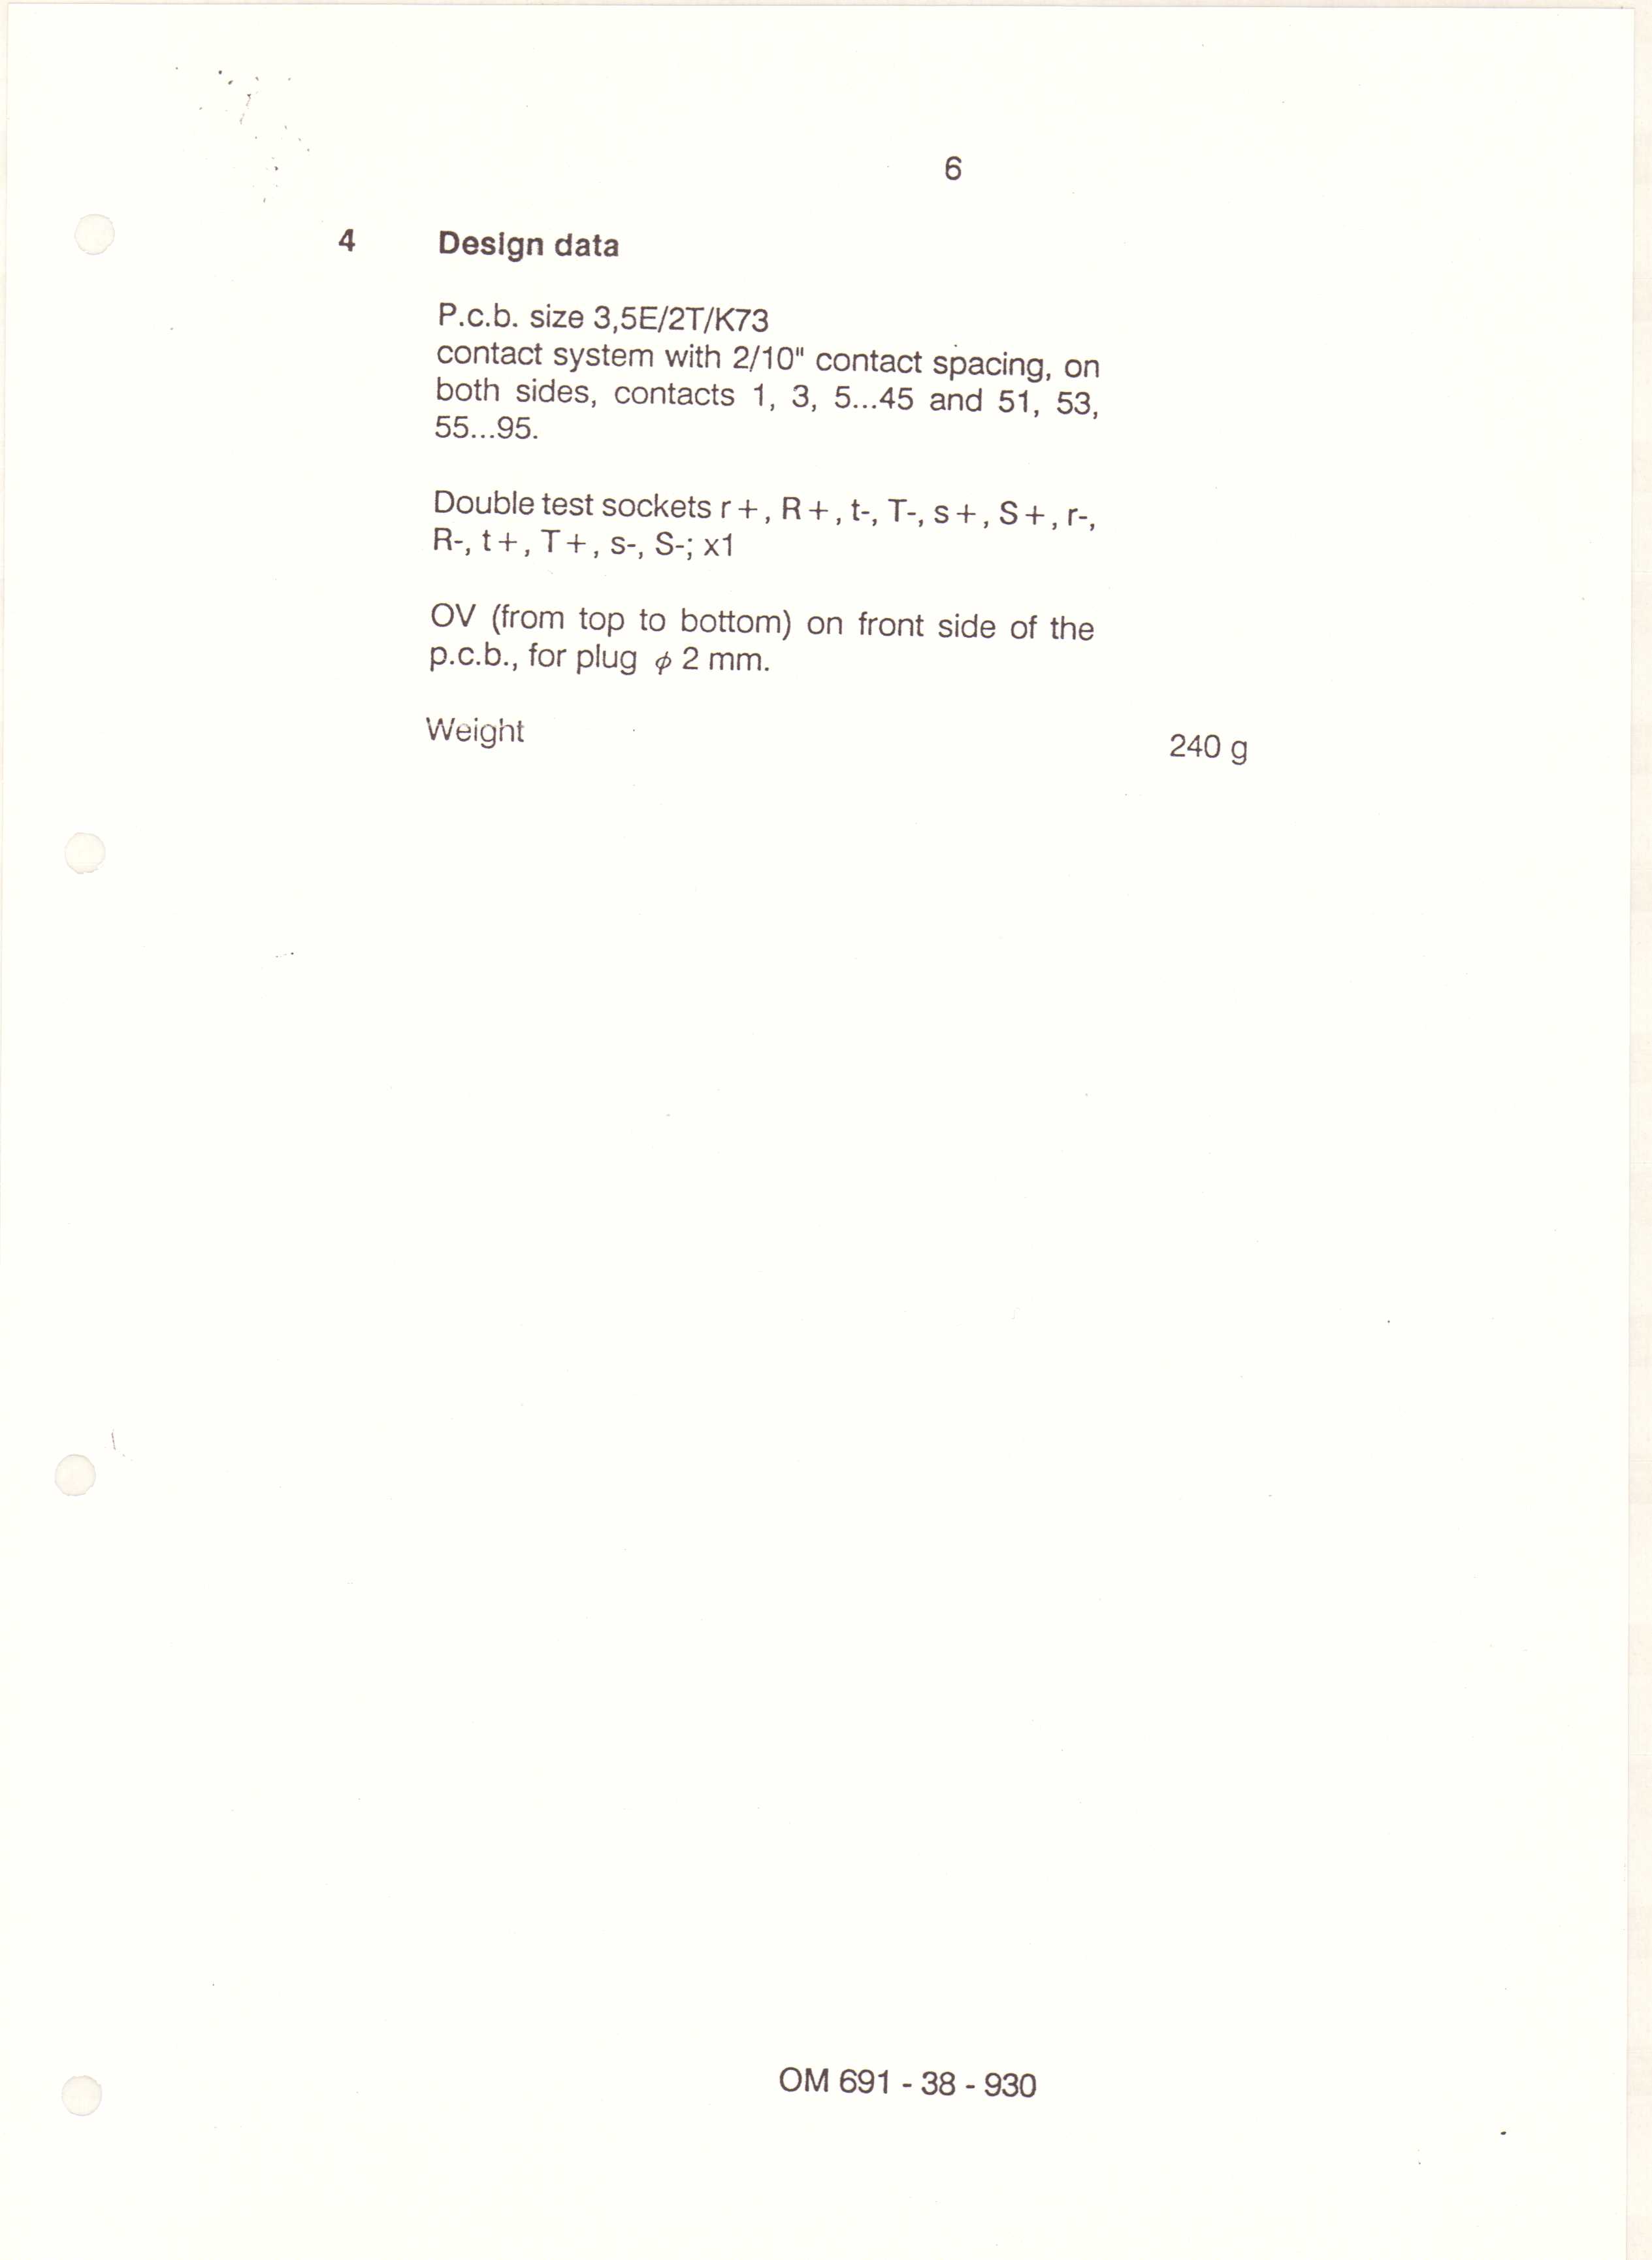 6
4 Design data
P.c.b. size 3,5E/2T/K73
contact system with 2/10" contact spacing, on
both sides, contacts 1, 3, 5...45 and 51, 53,
55...95.
Double test sockets r+, R+, t-, T-, s+, S+, r-,
R-, t+, T+, s-, S-; x1
OV (from top to bottom) on front side of the
p.c.b., for plug ϕ 2 mm.
Weight 240 g
OM 691 - 38 - 930